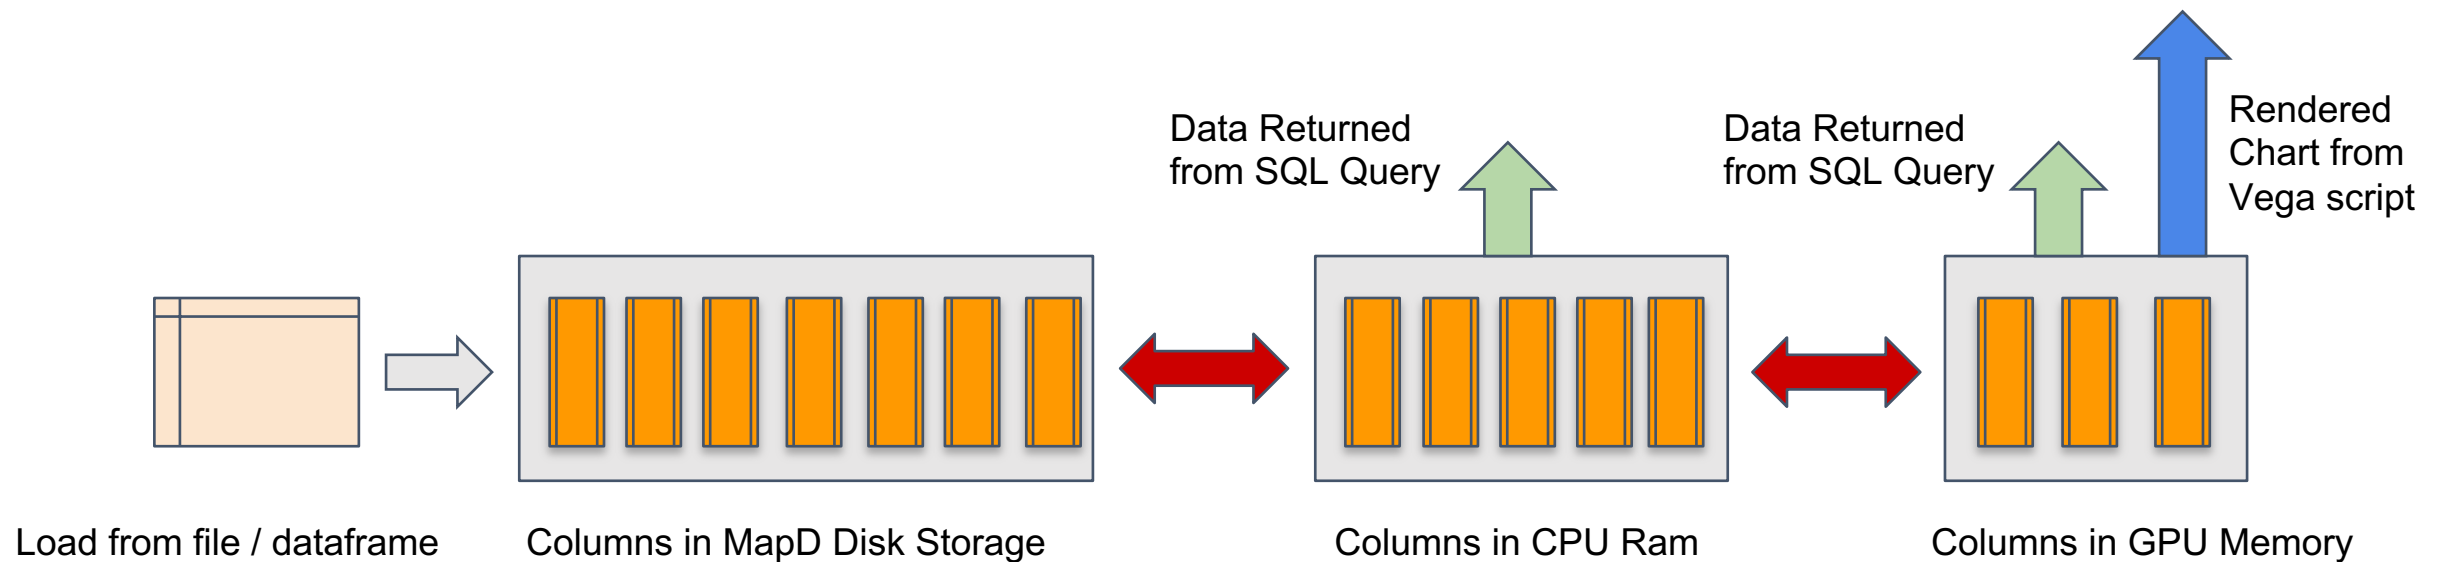 Data Returned
from SQL Query
Data Returned
from SQL Query
Rendered
Chart from
Vega script
Load from file / dataframe
Columns in MapD Disk Storage
Columns in CPU Ram
Columns in GPU Memory